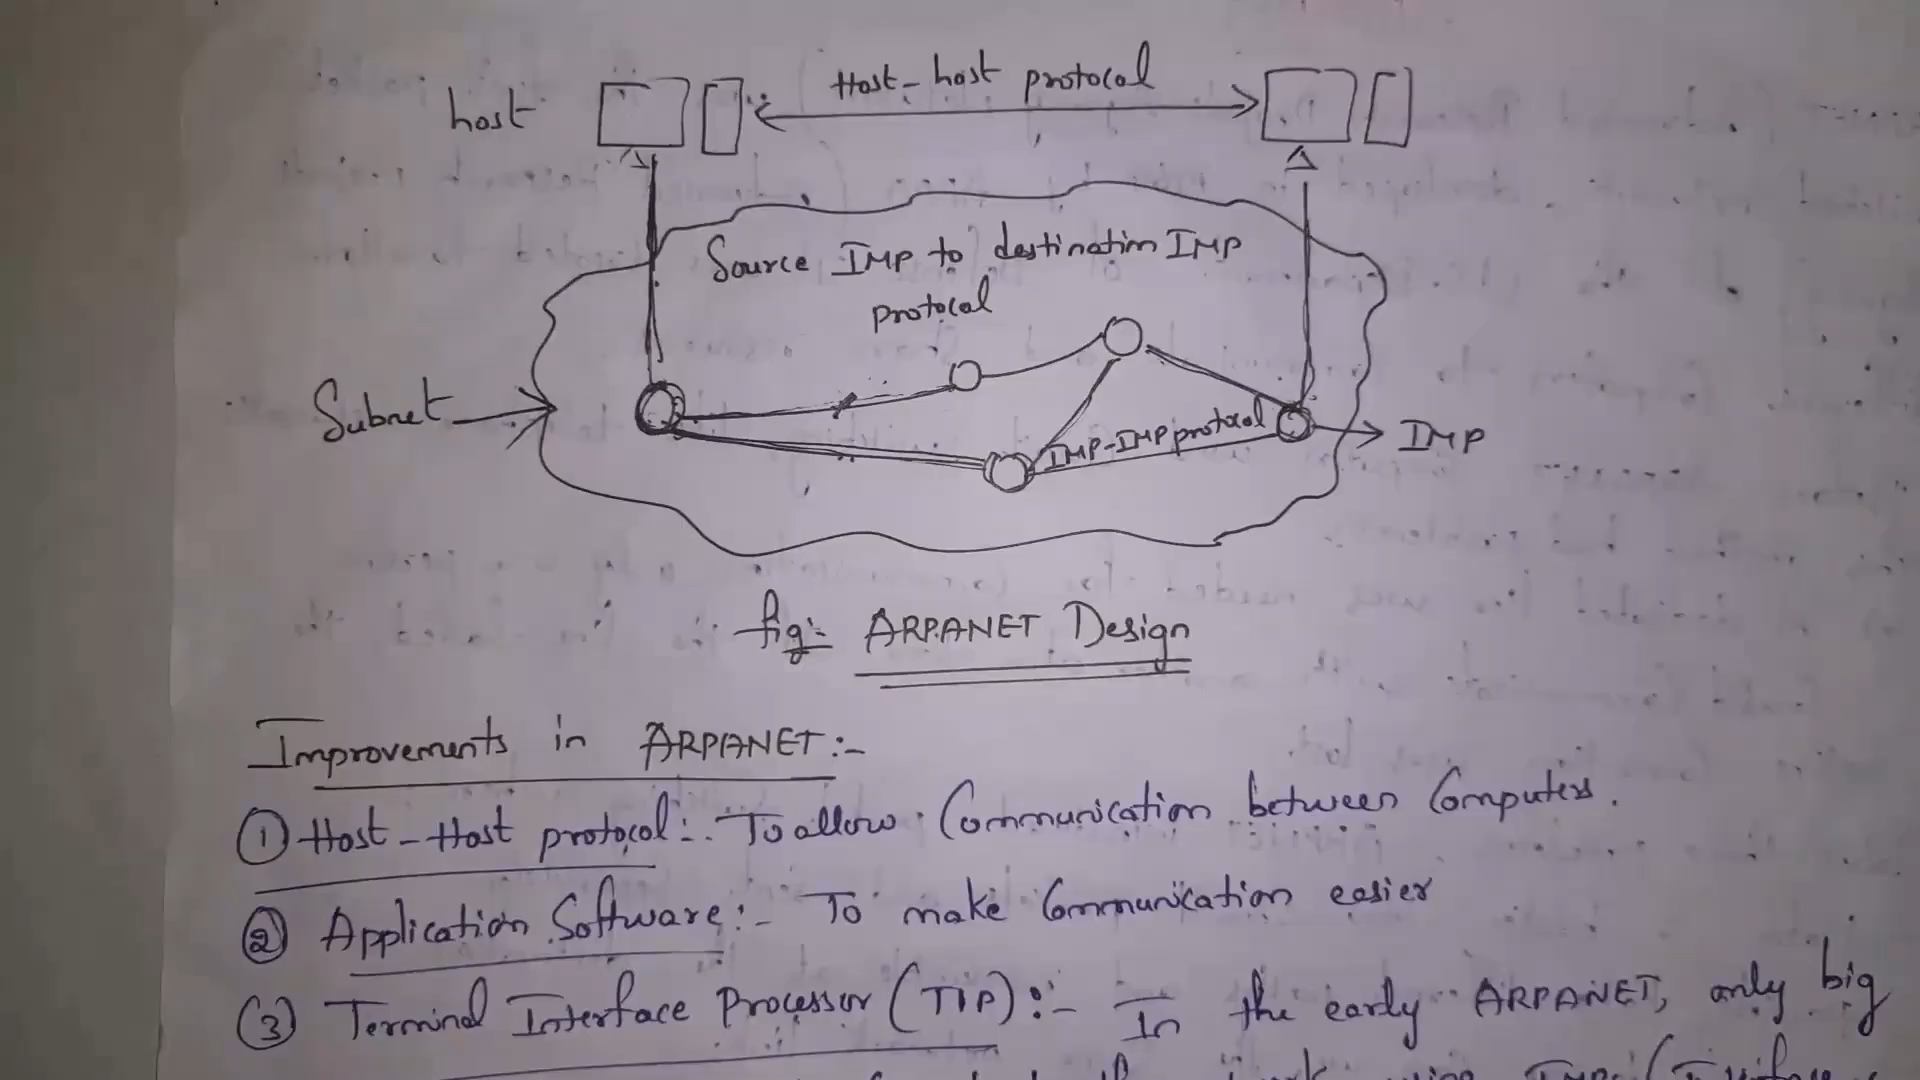 Host-host protocol
host
Source IMP to destination IMP
protocol
Subnet
IMP-IMP protocol
IMP
fig:- ARPANET Design
Improvements in ARPANET:-
① Host-Host protocol:- To allow Communication between Computers.
② Application Software:- To make Communication easier
③ Terminal Interface Processor (TIP):- In the early ARPANET, only big